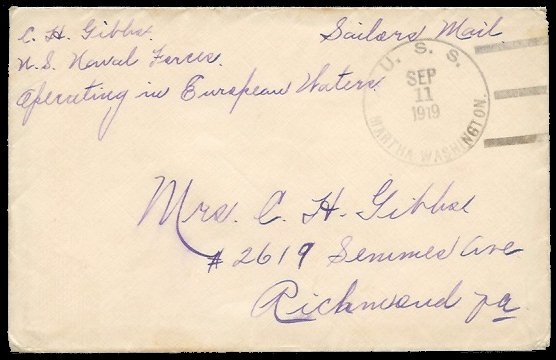 C. H. Gibbs.
U.S. Naval Forces.
Operating in European Waters
Sailors Mail
U. S. S.
SEP
11
1919
MARTHA WASHINGTON.
Mrs. C. H. Gibbs
# 2619 Semmes Ave
Richmond Va.